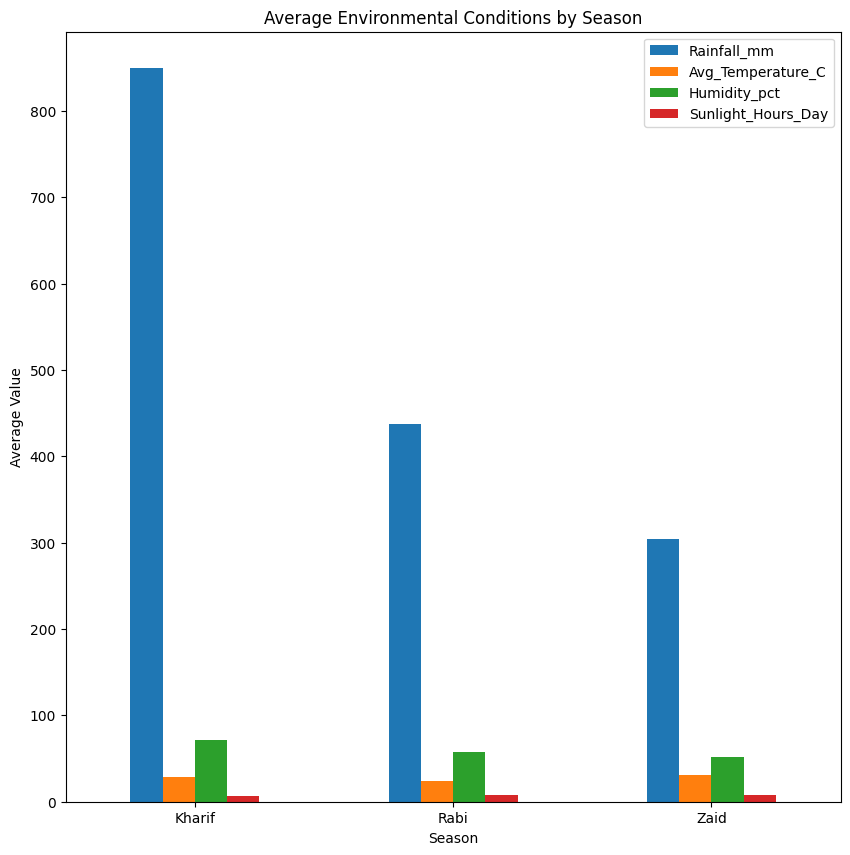 Average Environmental Conditions by Season
Rainfall_mm
Avg_Temperature_C
Humidity_pct
Sunlight_Hours_Day
Average Value
800
700
600
500
400
300
200
100
0
Kharif
Rabi
Zaid
Season